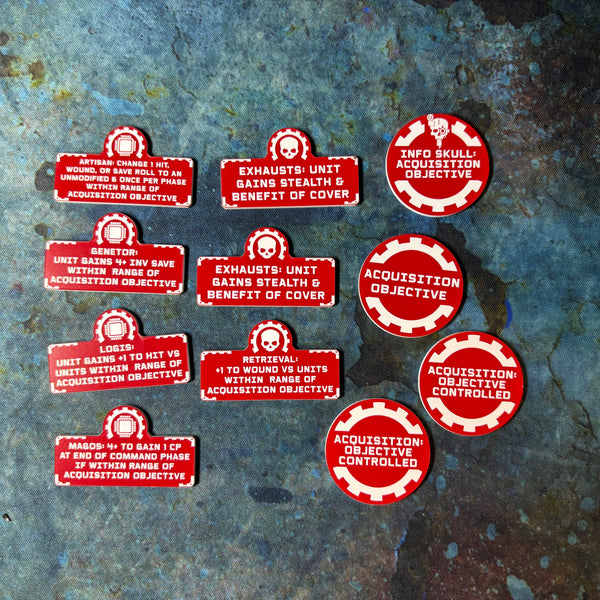 ARTISAN: CHANGE 1 HIT,
WOUND, OR SAVE ROLL TO AN
UNMODIFIED 6 ONCE PER PHASE
WITHIN RANGE OF
ACQUISITION OBJECTIVE
GENETOR:
UNIT GAINS 4+ INV SAVE
WITHIN RANGE OF
ACQUISITION OBJECTIVE
LOGIS:
UNIT GAINS +1 TO HIT VS
UNITS WITHIN RANGE OF
ACQUISITION OBJECTIVE
MAGOS: 4+ TO GAIN 1 CP
AT END OF COMMAND PHASE
IF WITHIN RANGE OF
ACQUISITION OBJECTIVE
EXHAUSTS: UNIT
GAINS STEALTH &
BENEFIT OF COVER
EXHAUSTS: UNIT
GAINS STEALTH &
BENEFIT OF COVER
RETRIEVAL:
+1 TO WOUND VS UNITS
WITHIN RANGE OF
ACQUISITION OBJECTIVE
INFO SKULL:
ACQUISITION
OBJECTIVE
ACQUISITION
OBJECTIVE
ACQUISITION:
OBJECTIVE
CONTROLLED
ACQUISITION:
OBJECTIVE
CONTROLLED